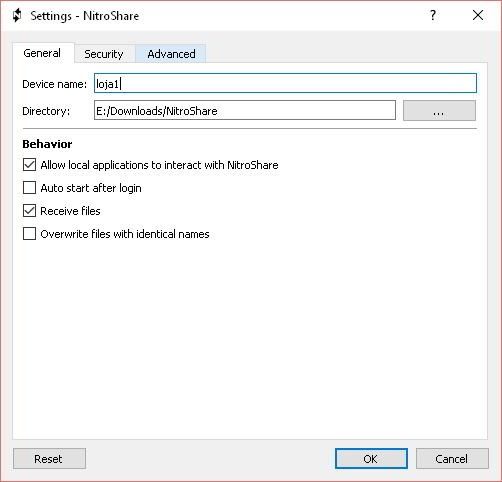 Settings - NitroShare
?
General Security Advanced
Device name: loja1
Directory: E:/Downloads/NitroShare ...
Behavior
Allow local applications to interact with NitroShare
Auto start after login
Receive files
Overwrite files with identical names
Reset OK Cancel